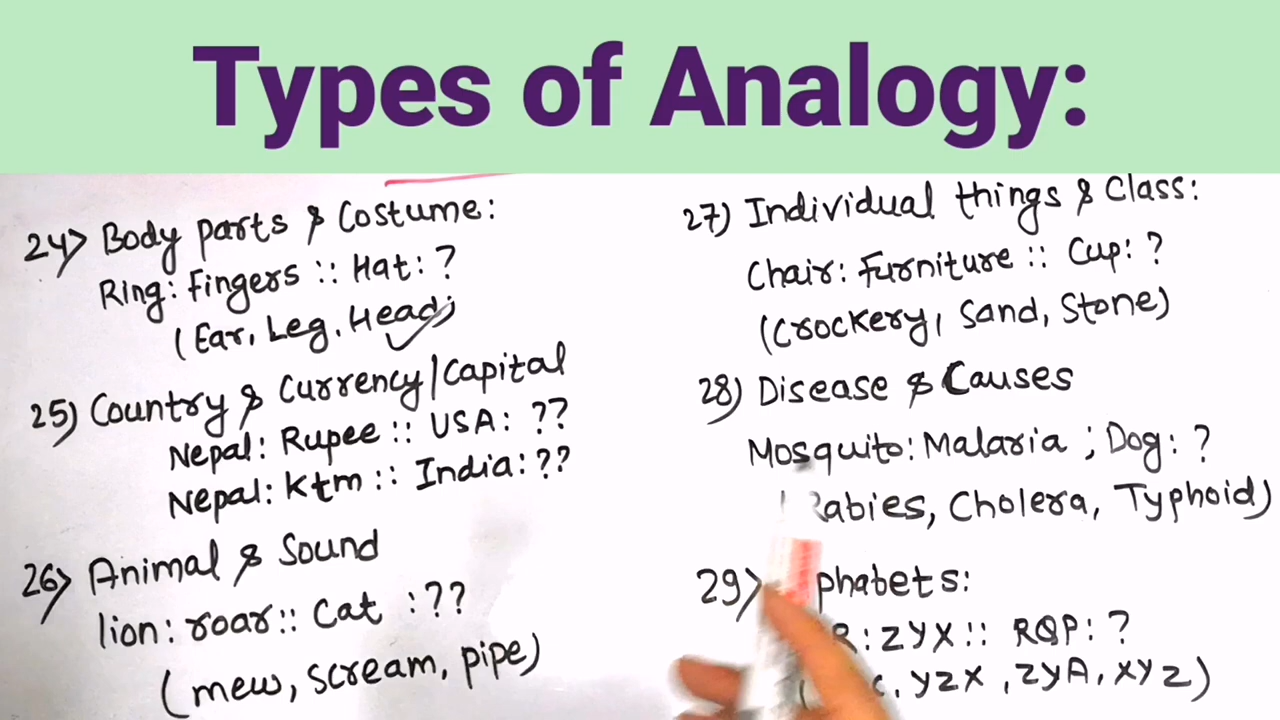 Types of Analogy:
24) Body parts & Costume:
Ring: Fingers :: Hat: ?
(Ear, Leg, Head)
25) Country & Currency/Capital
Nepal: Rupee :: USA: ??
Nepal: Ktm :: India: ??
26) Animal & Sound
lion: roar :: Cat : ??
(mew, scream, pipe)
27) Individual things & Class:
Chair: Furniture :: Cup: ?
(Crockery, Sand, Stone)
28) Disease & Causes
Mosquito: Malaria ; Dog: ?
Cholera, Typhoid)
29)
: ZYX :: RQP: ?
, YZX, ZYA, XYZ)